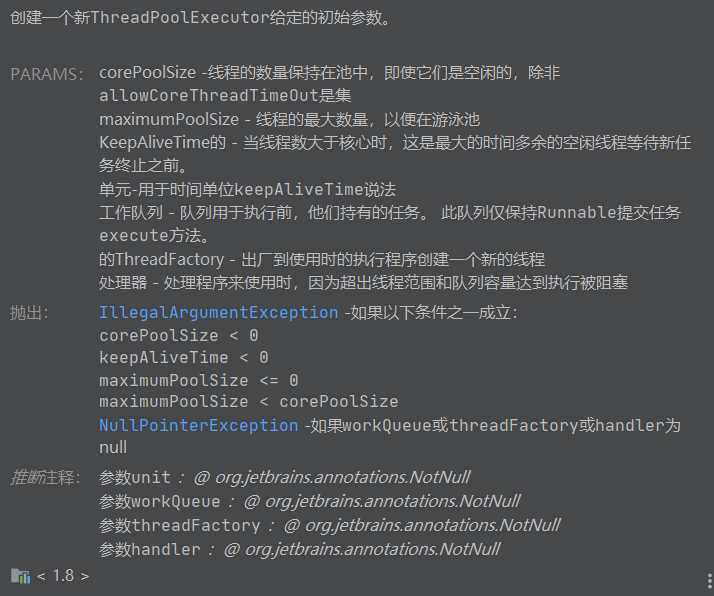 创建一个新ThreadPoolExecutor给定的初始参数。
PARAMS: corePoolSize -线程的数量保持在池中，即使它们是空闲的，除非
allowCoreThreadTimeOut是集
maximumPoolSize - 线程的最大数量，以便在游泳池
KeepAliveTime的 - 当线程数大于核心时，这是最大的时间多余的空闲线程等待新任
务终止之前。
单元-用于时间单位keepAliveTime说法
工作队列 - 队列用于执行前，他们持有的任务。 此队列仅保持Runnable提交任务
execute方法。
的ThreadFactory - 出厂到使用时的执行程序创建一个新的线程
处理器 - 处理程序来使用时，因为超出线程范围和队列容量达到执行被阻塞
抛出: IllegalArgumentException -如果以下条件之一成立：
corePoolSize < 0
keepAliveTime < 0
maximumPoolSize <= 0
maximumPoolSize < corePoolSize
NullPointerException -如果workQueue或threadFactory或handler为
null
推断注释: 参数unit ： @ org.jetbrains.annotations.NotNull
参数workQueue ： @ org.jetbrains.annotations.NotNull
参数threadFactory ： @ org.jetbrains.annotations.NotNull
参数handler ： @ org.jetbrains.annotations.NotNull
< 1.8 >